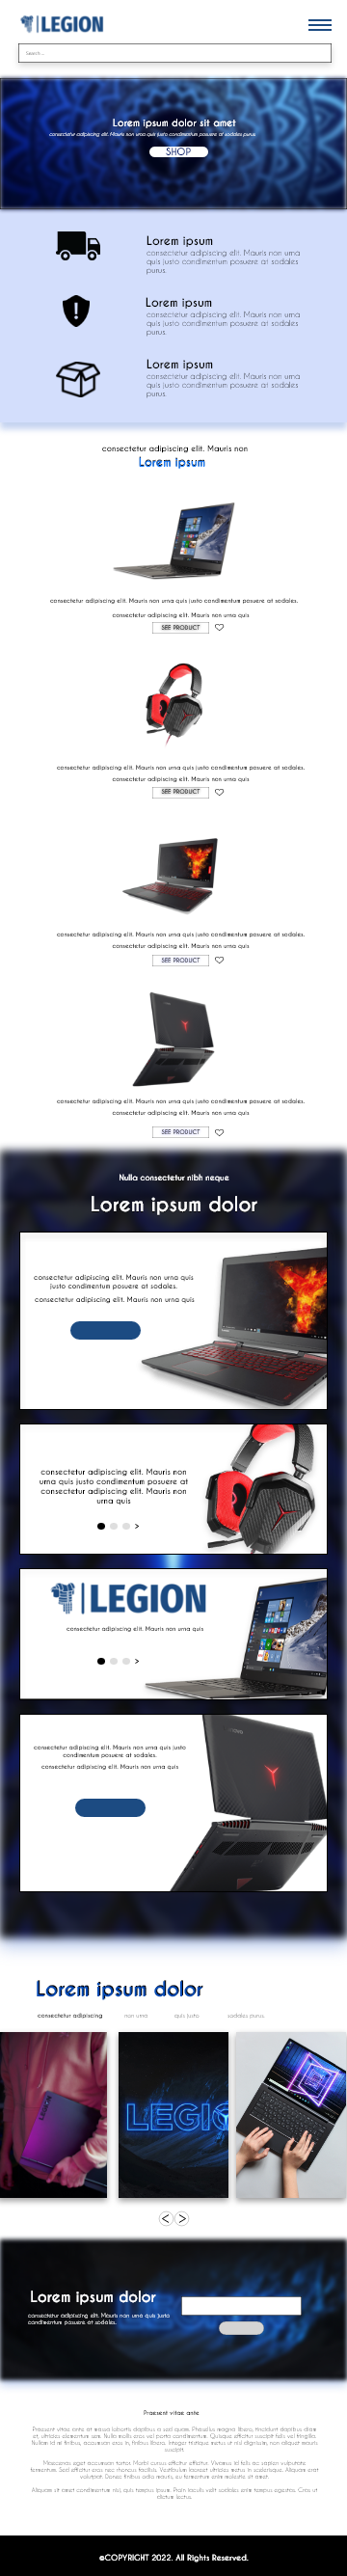 LEGION
Search...
Lorem ipsum dolor sit amet
consectetur adipiscing elit. Mauris non urna quis justo condimentum posuere at sodales purus.
SHOP
Lorem ipsum
consectetur adipiscing elit. Mauris non urna
quis justo condimentum posuere at sodales
purus.
Lorem ipsum
consectetur adipiscing elit. Mauris non urna
quis justo condimentum posuere at sodales
purus.
Lorem ipsum
consectetur adipiscing elit. Mauris non urna
quis justo condimentum posuere at sodales
purus.
consectetur adipiscing elit. Mauris non
Lorem ipsum
consectetur adipiscing elit. Mauris non urna quis justo condimentum posuere at sodales.
consectetur adipiscing elit. Mauris non urna quis
SEE PRODUCT
consectetur adipiscing elit. Mauris non urna quis justo condimentum posuere at sodales.
consectetur adipiscing elit. Mauris non urna quis
SEE PRODUCT
consectetur adipiscing elit. Mauris non urna quis justo condimentum posuere at sodales.
consectetur adipiscing elit. Mauris non urna quis
SEE PRODUCT
consectetur adipiscing elit. Mauris non urna quis justo condimentum posuere at sodales.
consectetur adipiscing elit. Mauris non urna quis
SEE PRODUCT
Nulla consectetur nibh neque
Lorem ipsum dolor
consectetur adipiscing elit. Mauris non urna quis
justo condimentum posuere at sodales.
consectetur adipiscing elit. Mauris non urna quis
consectetur adipiscing elit. Mauris non
urna quis justo condimentum posuere at
consectetur adipiscing elit. Mauris non
urna quis
LEGION
consectetur adipiscing elit. Mauris non urna quis
consectetur adipiscing elit. Mauris non urna quis justo
condimentum posuere at sodales.
consectetur adipiscing elit. Mauris non urna quis
Lorem ipsum dolor
consectetur adipiscing non urna quis justo sodales purus.
LEGIO
Lorem ipsum dolor
consectetur adipiscing elit. Mauris non urna quis justo
condimentum posuere at sodales.
Praesent vitae ante
©COPYRIGHT 2022. All Rights Reserved.